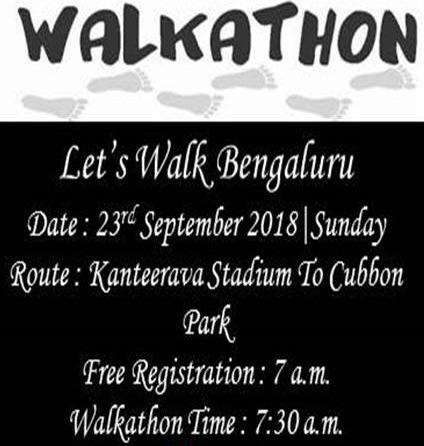 WALKATHON
Let's Walk Bengaluru
Date : 23rd September 2018|Sunday
Route : Kanteerava Stadium To Cubbon
Park
Free Registration : 7 a.m.
Walkathon Time : 7:30 a.m.